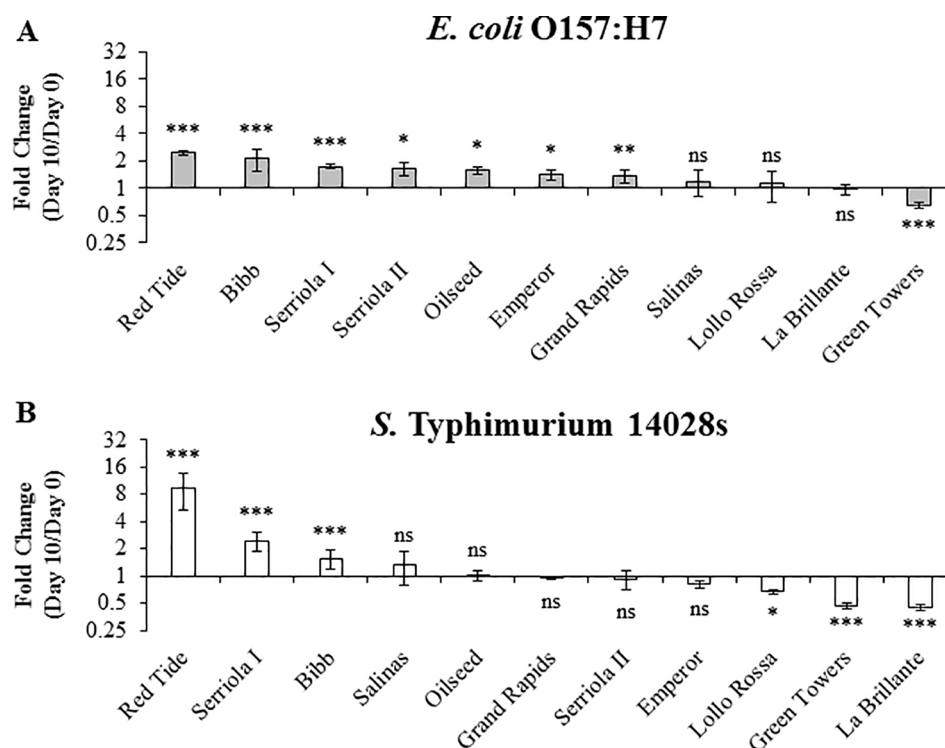 A
E. coli O157:H7
Fold Change
(Day 10/Day 0)
32
16
8
4
2
1
0.5
0.25
*** *** *** * * * ** ns ns
ns ***
Red Tide
Bibb
Serriola I
Serriola II
Oilseed
Emperor
Grand Rapids
Salinas
Lollo Rossa
La Brillante
Green Towers
B
S. Typhimurium 14028s
Fold Change
(Day 10/Day 0)
32
16
8
4
2
1
0.5
0.25
*** *** *** ns ns
ns ns ns * *** ***
Red Tide
Serriola I
Bibb
Salinas
Oilseed
Grand Rapids
Serriola II
Emperor
Lollo Rossa
Green Towers
La Brillante